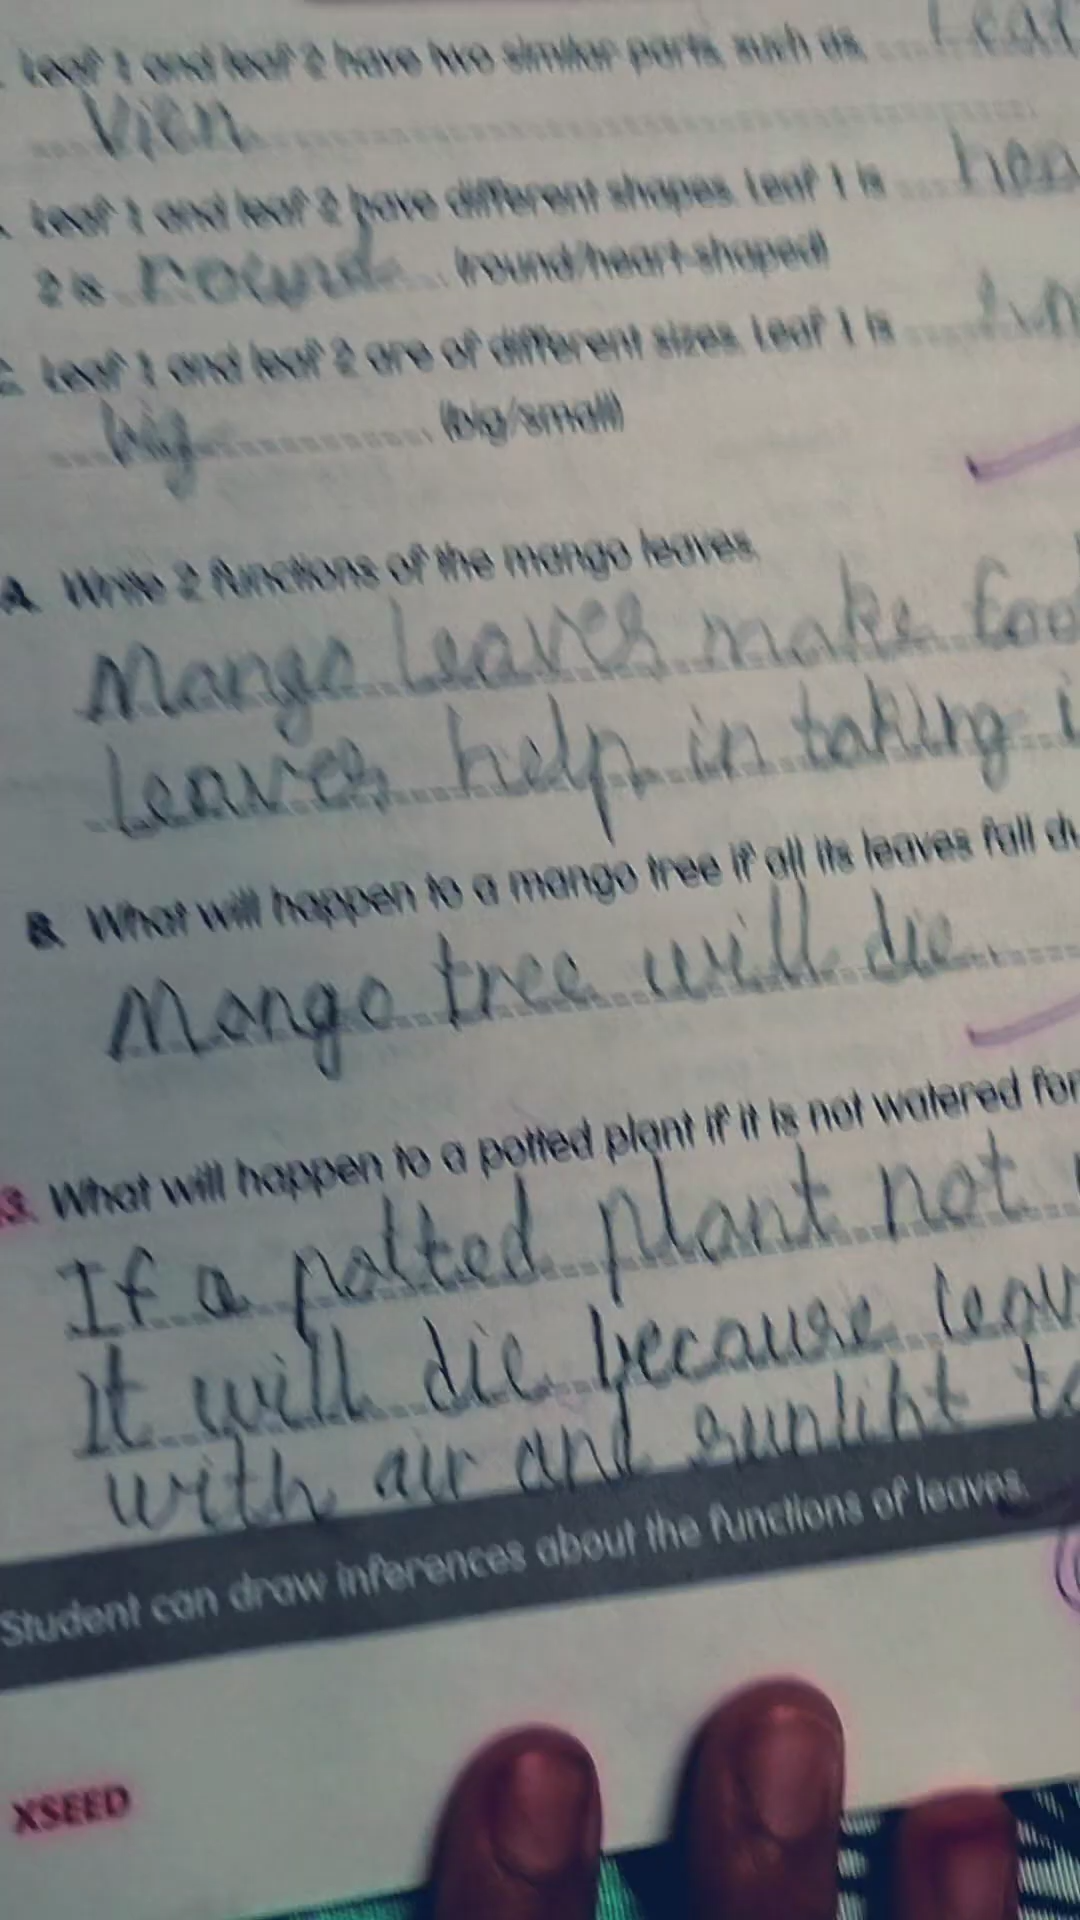 Leaf 1 and leaf 2 have two similar parts, such as Leaf
Vien
Leaf 1 and leaf 2 have different shapes. Leaf 1 is
2 is round (round/heart-shaped)
Leaf 1 and leaf 2 are of different sizes. Leaf 1 is
big (big/small)
A. Write 2 functions of the mango leaves.
Mango leaves make
leaves help in taking
B. What will happen to a mango tree if all its leaves fall
Mango tree will die
3. What will happen to a potted plant if it is not watered for
If a potted plant not
It will die because
with air and sunliht
Student can draw inferences about the functions of leaves.
XSEED